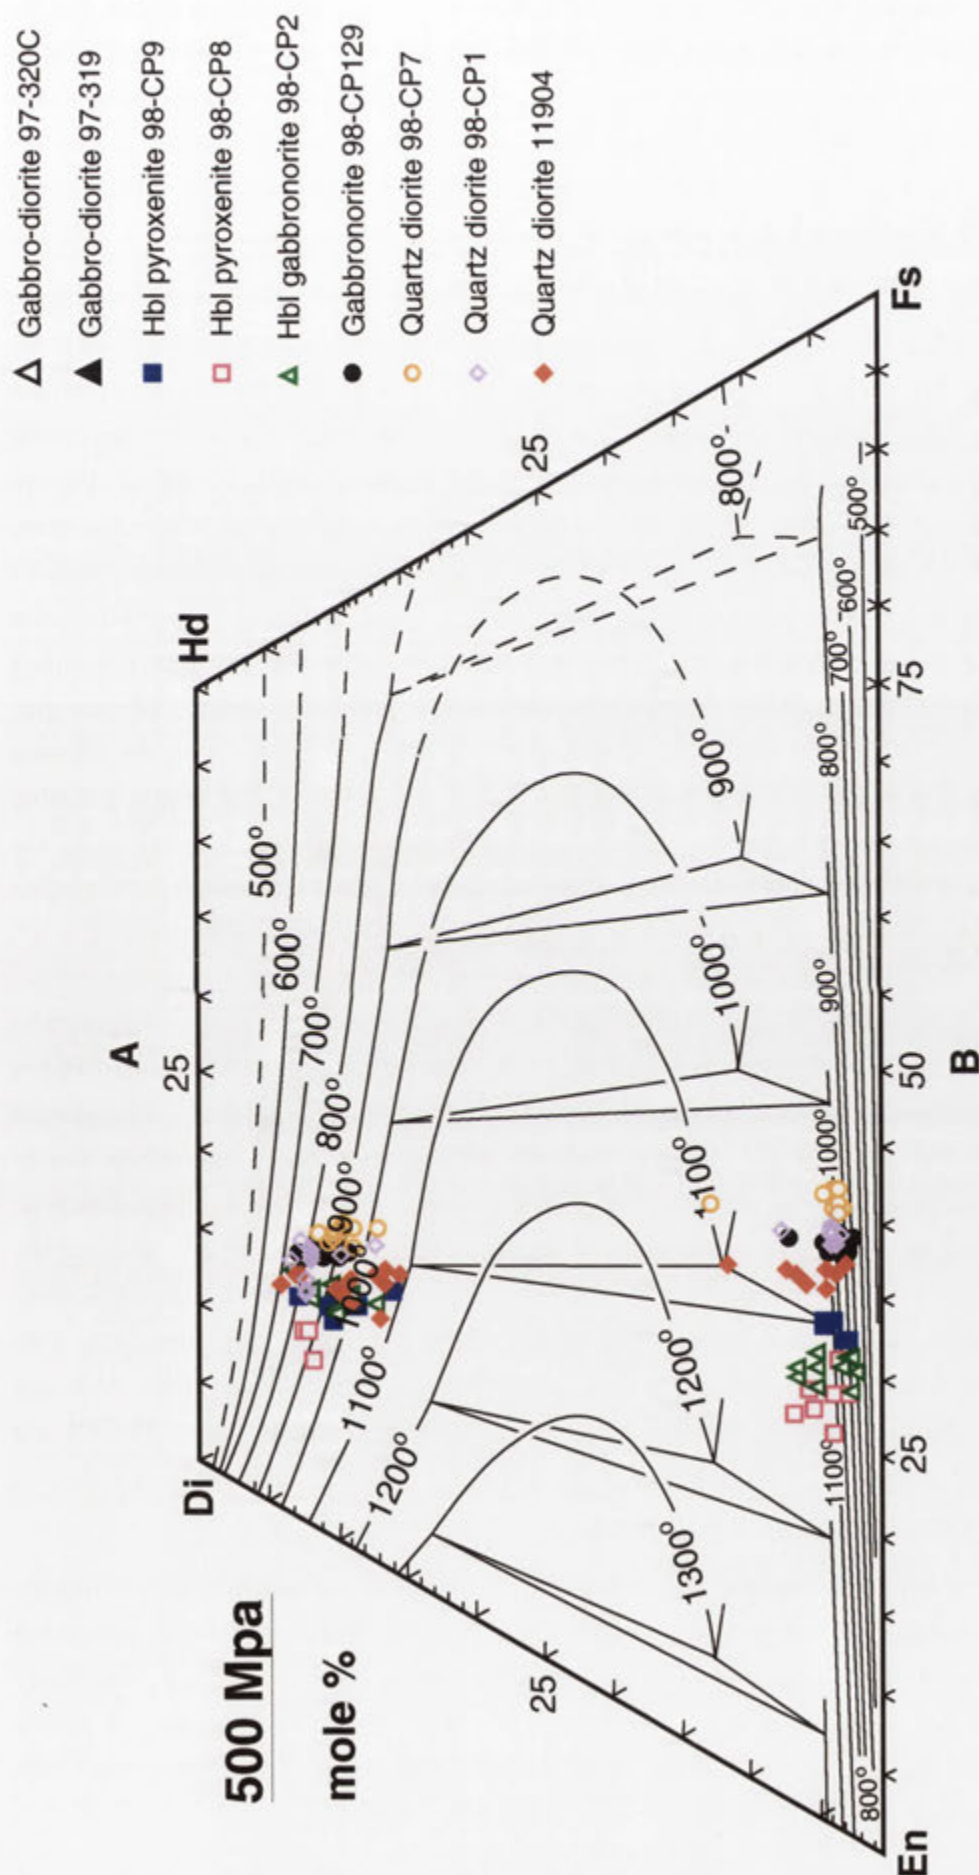 △ Gabbro-diorite 97-320C
▲ Gabbro-diorite 97-319
■ Hbl pyroxenite 98-CP9
□ Hbl pyroxenite 98-CP8
△ Hbl gabbronorite 98-CP2
● Gabbronorite 98-CP129
○ Quartz diorite 98-CP7
◇ Quartz diorite 98-CP1
◆ Quartz diorite 11904
500 Mpa
mole %
A
25
Di
Hd
500°
600°
700°
800°
900°
1000°
1100°
1200°
25
25
1300°
1200°
1100°
1000°
900°
800°
800°
1100°
1000°
900°
800°
700°
600°
500°
En
25
50
75
Fs
B